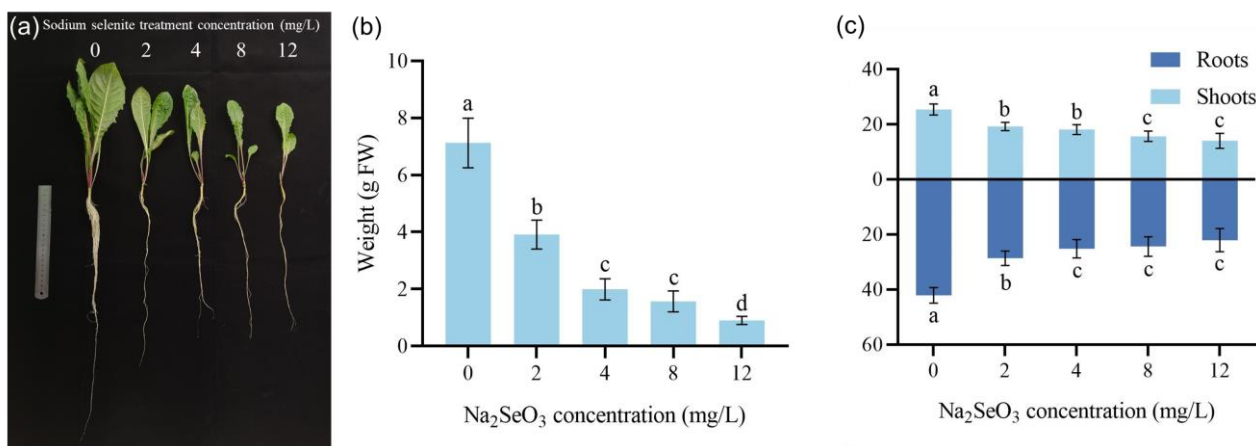 (a) Sodium selenite treatment concentration (mg/L)
0 2 4 8 12
(b)
Weight (g FW)
10
8
6
4
2
0
a
b
c
c
d
0 2 4 8 12
Na₂SeO₃ concentration (mg/L)
(c)
Roots
Shoots
40
20
0
20
40
60
a b b c c
a b c c c
0 2 4 8 12
Na₂SeO₃ concentration (mg/L)